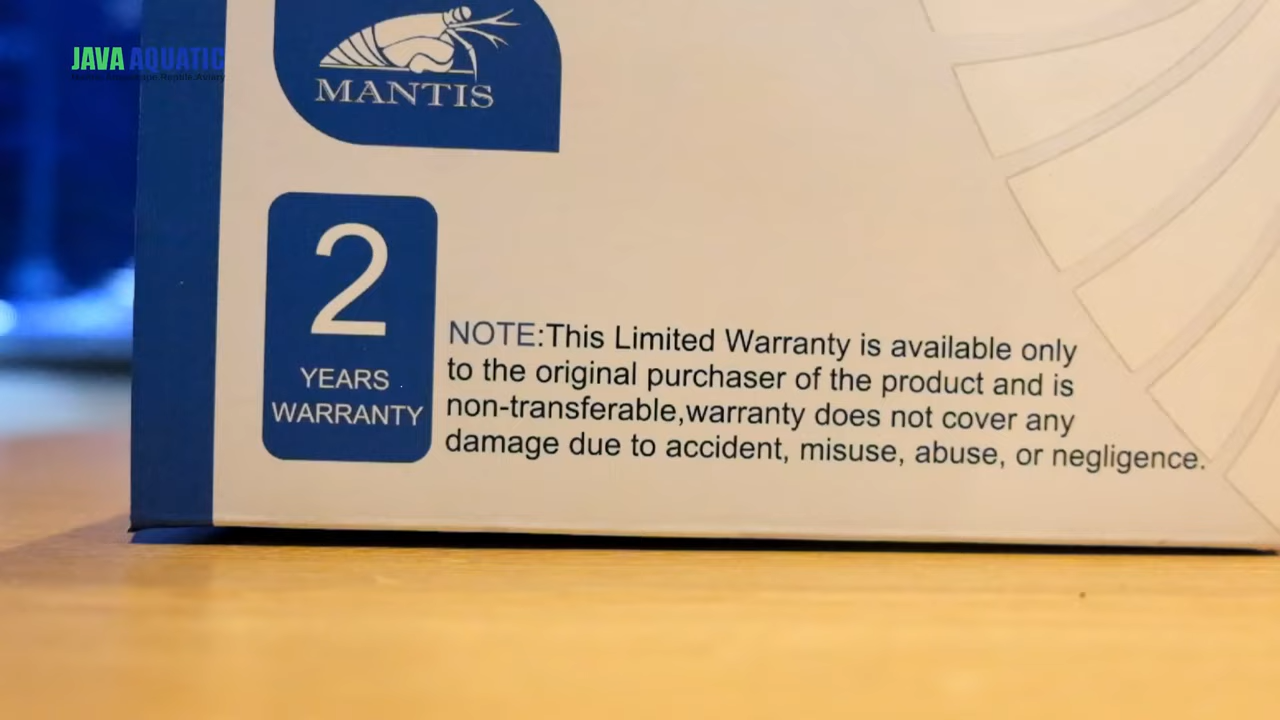 JAVA AQUATIC
MANTIS
2
YEARS
WARRANTY
NOTE:This Limited Warranty is available only
to the original purchaser of the product and is
non-transferable,warranty does not cover any
damage due to accident, misuse, abuse, or negligence.